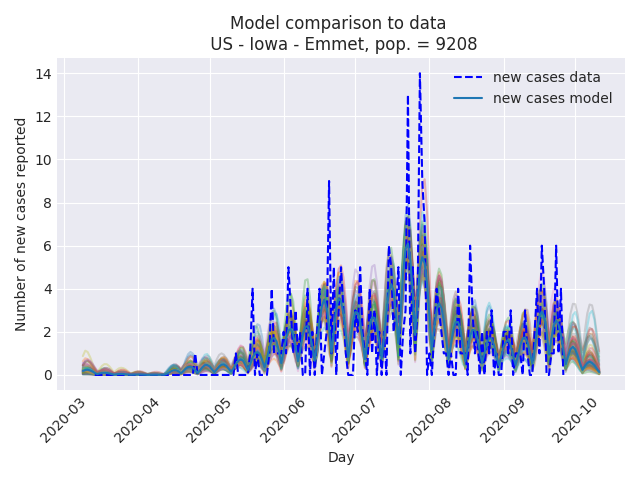 Model comparison to data
US - Iowa - Emmet, pop. = 9208
new cases data
new cases model
Number of new cases reported
14
12
10
8
6
4
2
0
2020-03
2020-04
2020-05
2020-06
2020-07
2020-08
2020-09
2020-10
Day